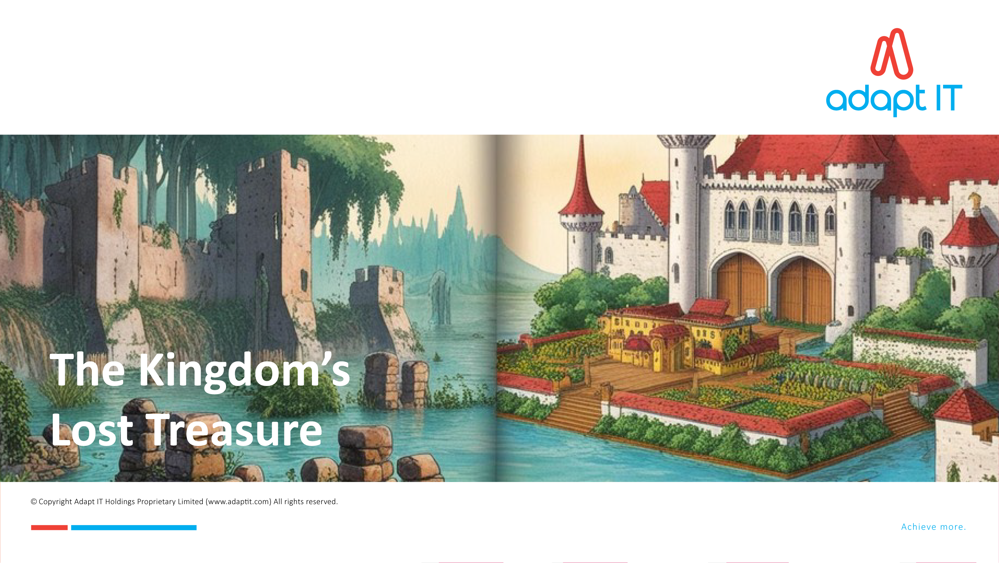 adapt IT
The Kingdom’s
Lost Treasure
© Copyright Adapt IT Holdings Proprietary Limited (www.adaptit.com) All rights reserved.
Achieve more.